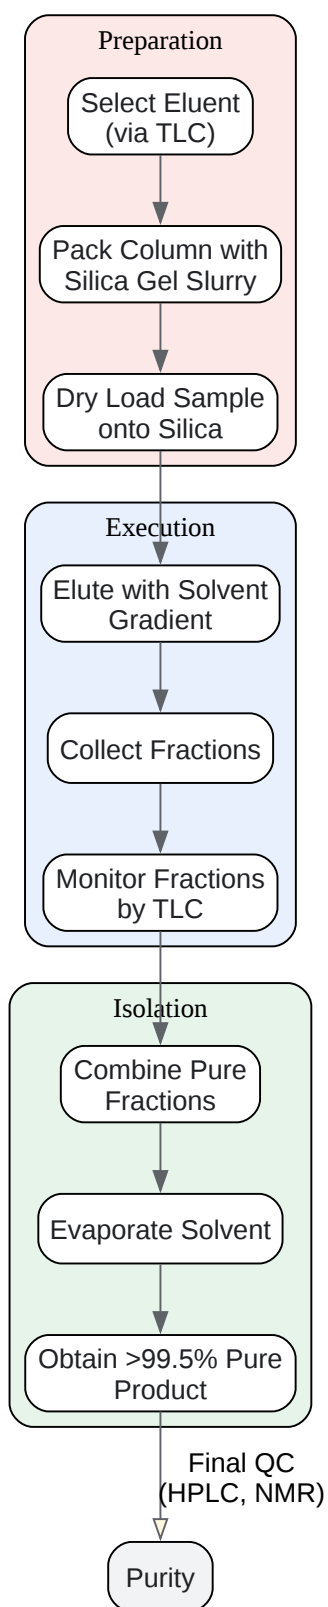 Preparation
Select Eluent
(via TLC)
Pack Column with
Silica Gel Slurry
Dry Load Sample
onto Silica
Execution
Elute with Solvent
Gradient
Collect Fractions
Monitor Fractions
by TLC
Isolation
Combine Pure
Fractions
Evaporate Solvent
Obtain >99.5% Pure
Product
Final QC
(HPLC, NMR)
Purity